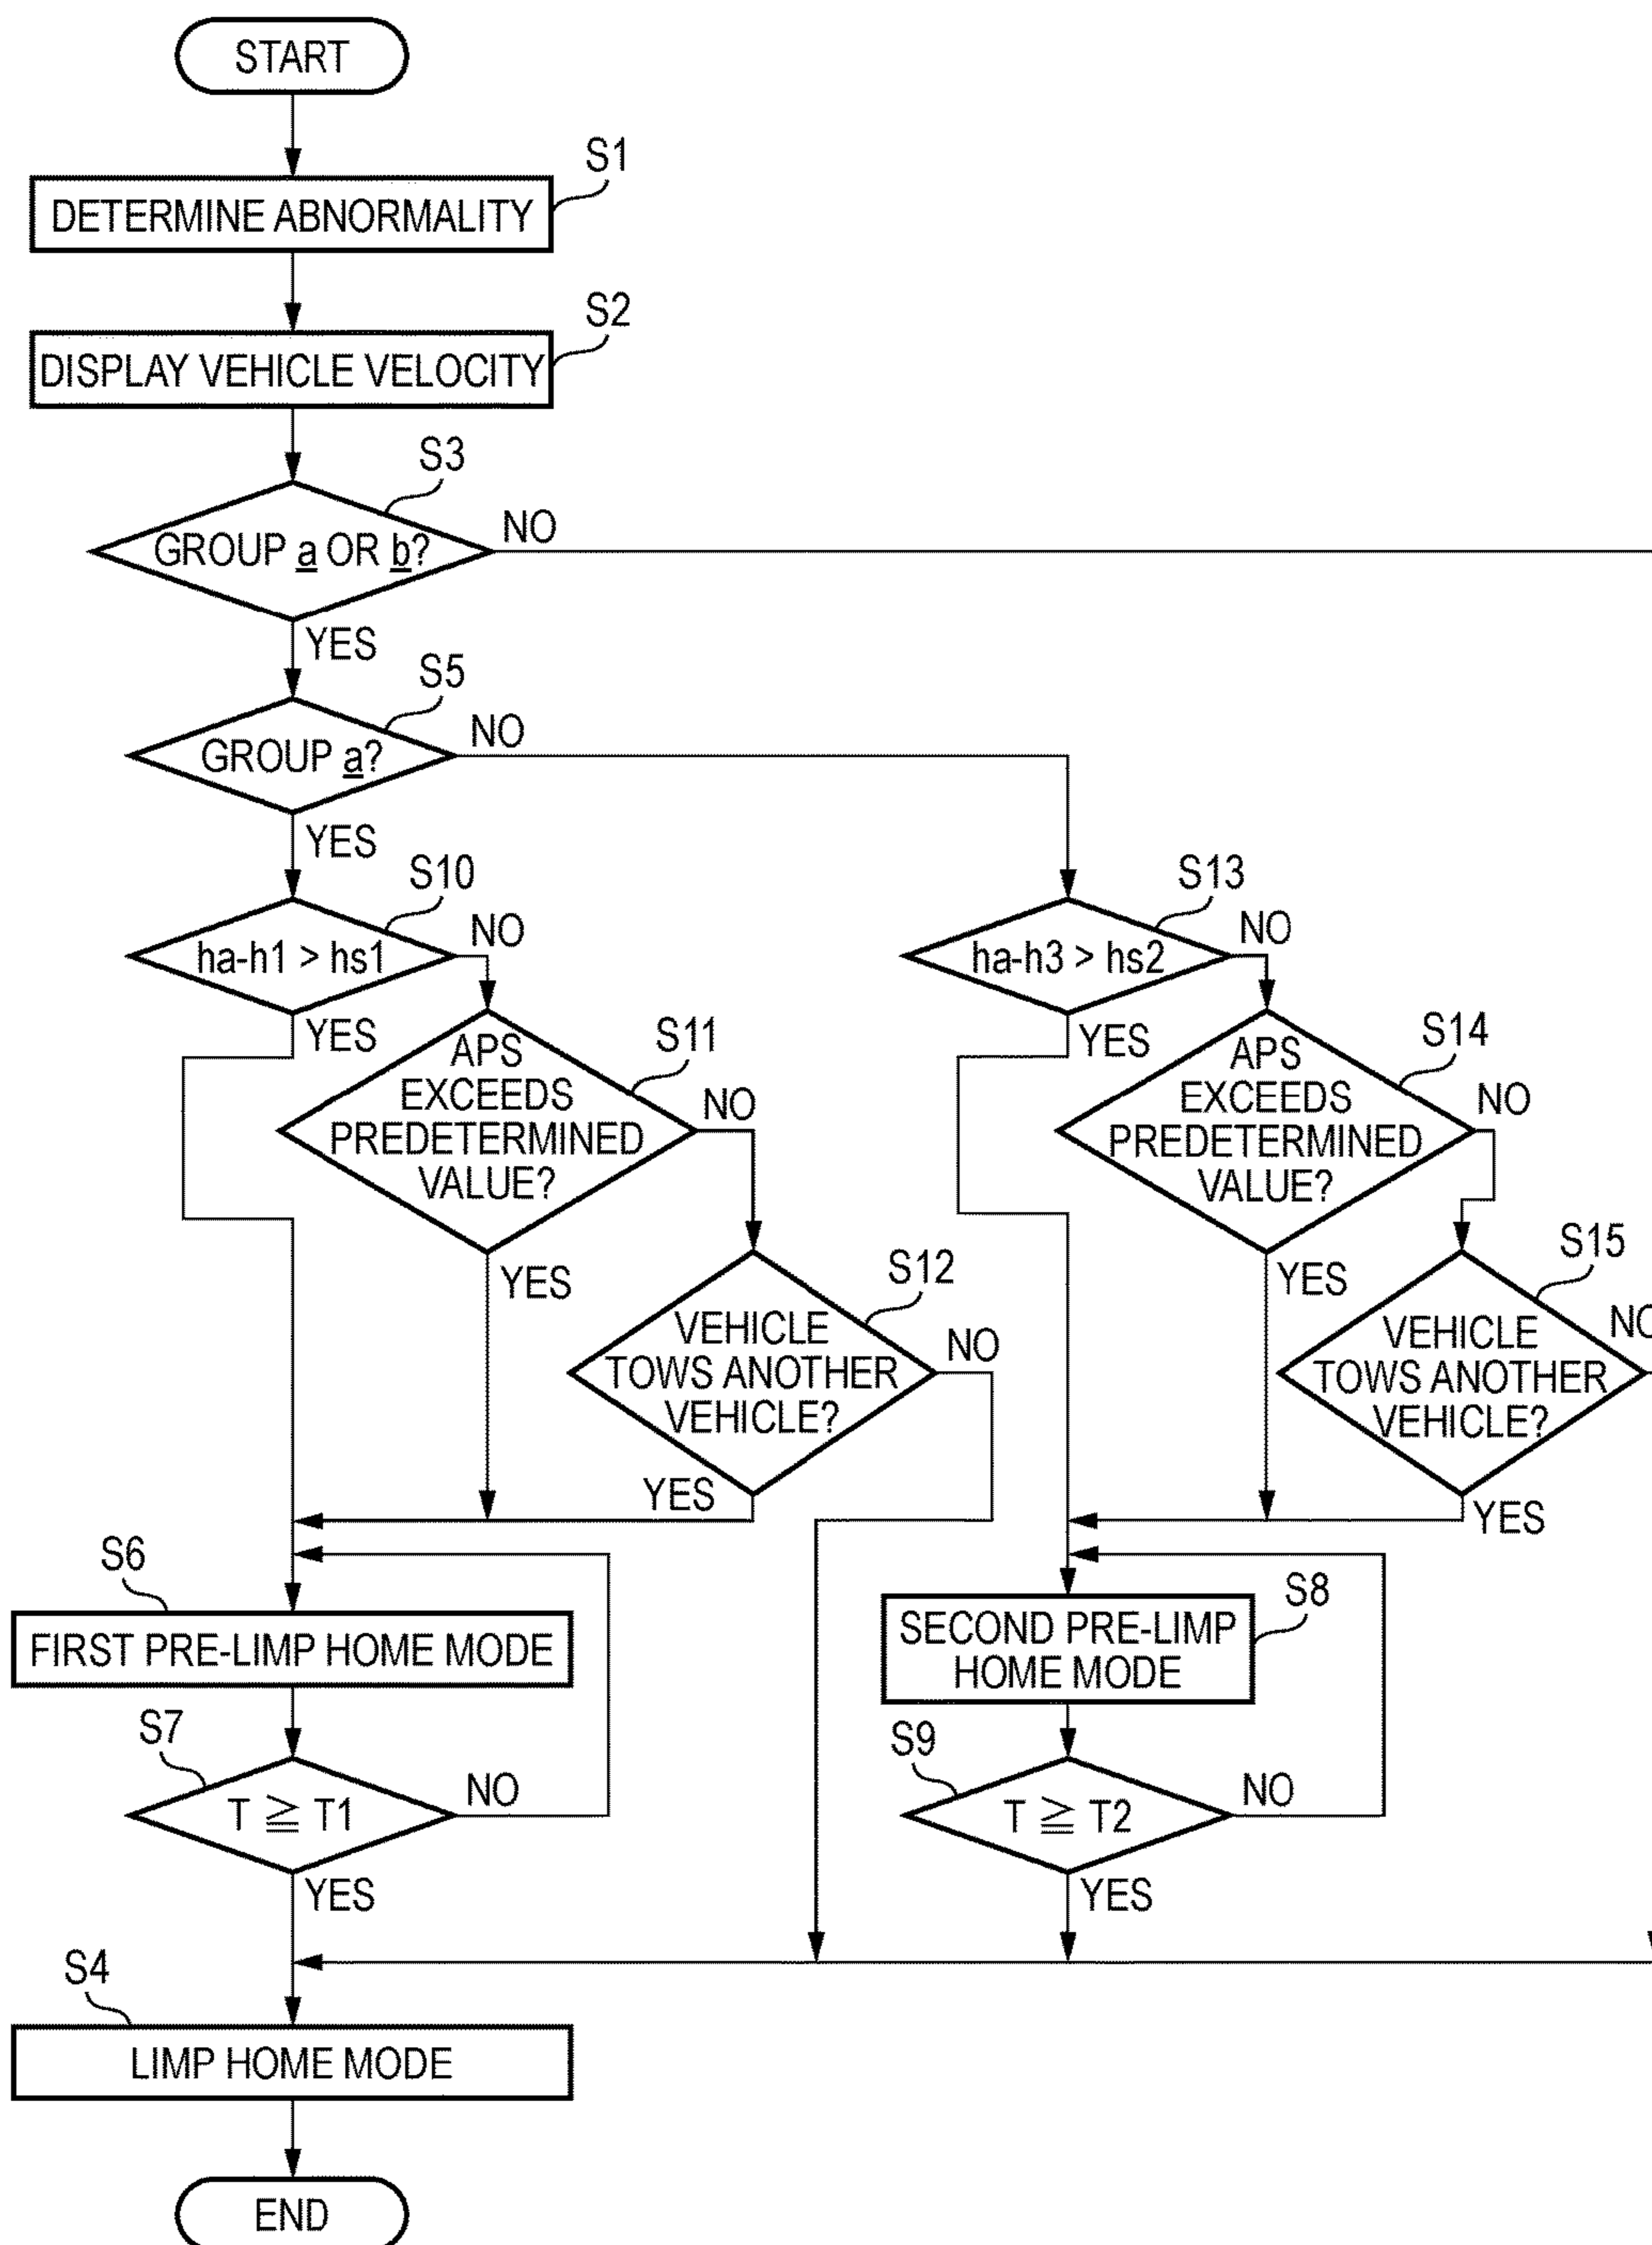 START
S1
DETERMINE ABNORMALITY
S2
DISPLAY VEHICLE VELOCITY
S3
GROUP a OR b?
NO
YES
S5
GROUP a?
NO
YES
S10
ha-h1 > hs1
NO
YES
S13
ha-h3 > hs2
NO
YES
S11
APS
EXCEEDS
PREDETERMINED
VALUE?
NO
YES
S14
APS
EXCEEDS
PREDETERMINED
VALUE?
NO
YES
S12
VEHICLE
TOWS ANOTHER
VEHICLE?
NO
YES
S15
VEHICLE
TOWS ANOTHER
VEHICLE?
NO
YES
S6
FIRST PRE-LIMP HOME MODE
S8
SECOND PRE-LIMP
HOME MODE
S7
T ≧ T1
NO
YES
S9
T ≧ T2
NO
YES
S4
LIMP HOME MODE
END